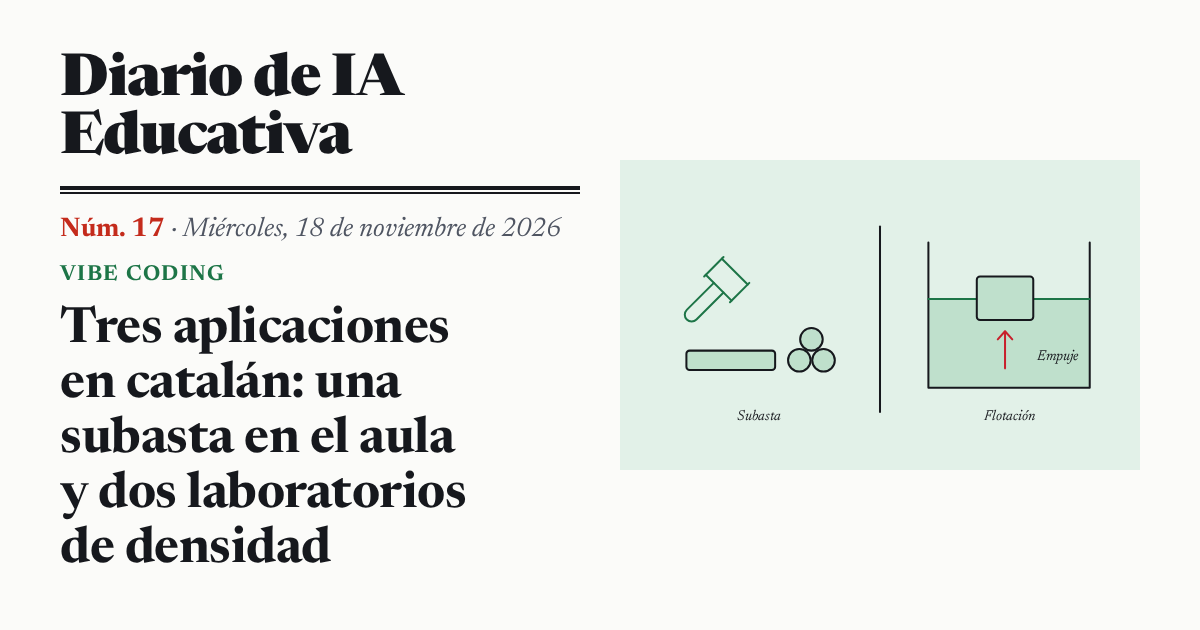 Diario de IA
Educativa
Núm. 17 · Miércoles, 18 de noviembre de 2026
VIBE CODING
Tres aplicaciones
en catalán: una
subasta en el aula
y dos laboratorios
de densidad
Empuje
Subasta
Flotación